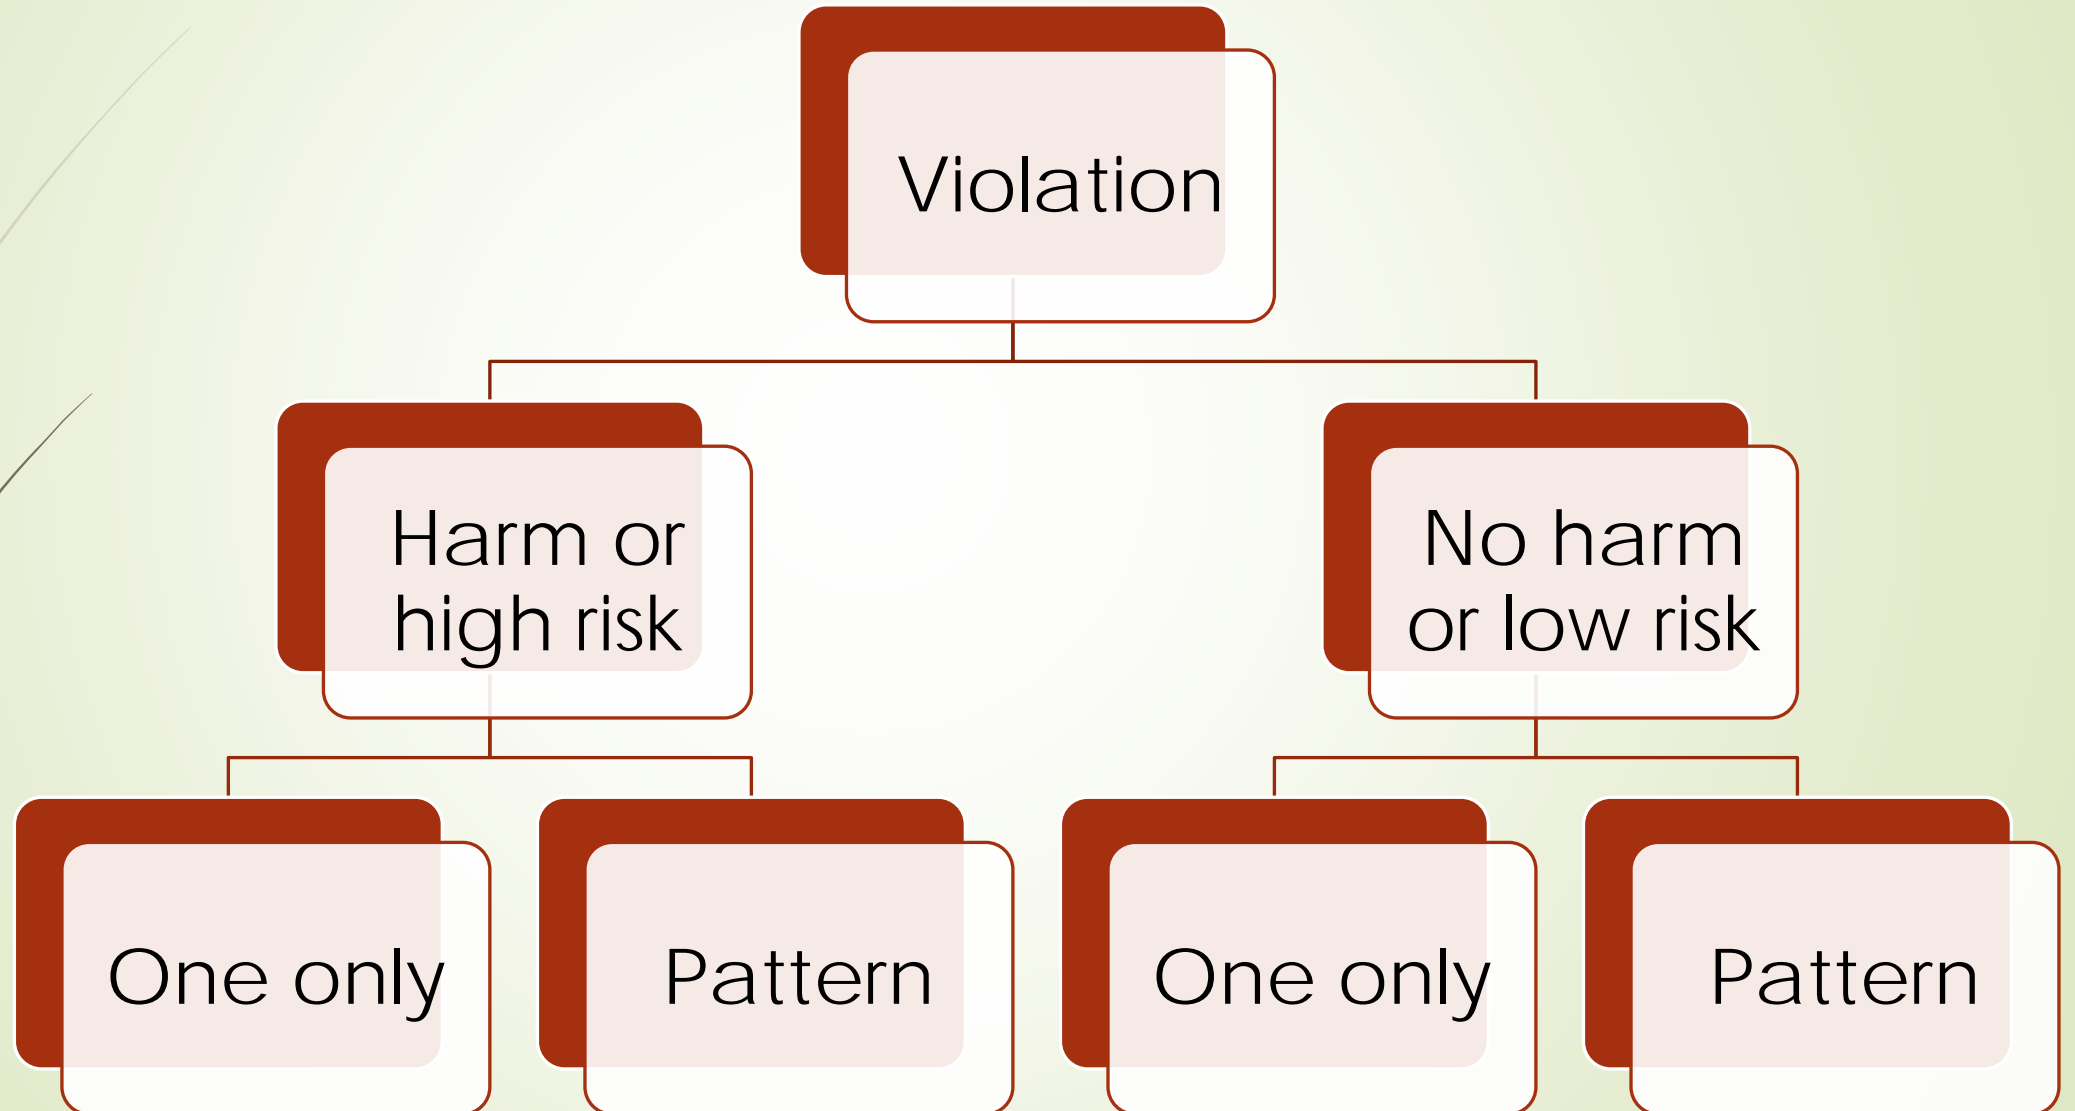 Violation
Harm or
high risk
No harm
or low risk
One only
Pattern
One only
Pattern